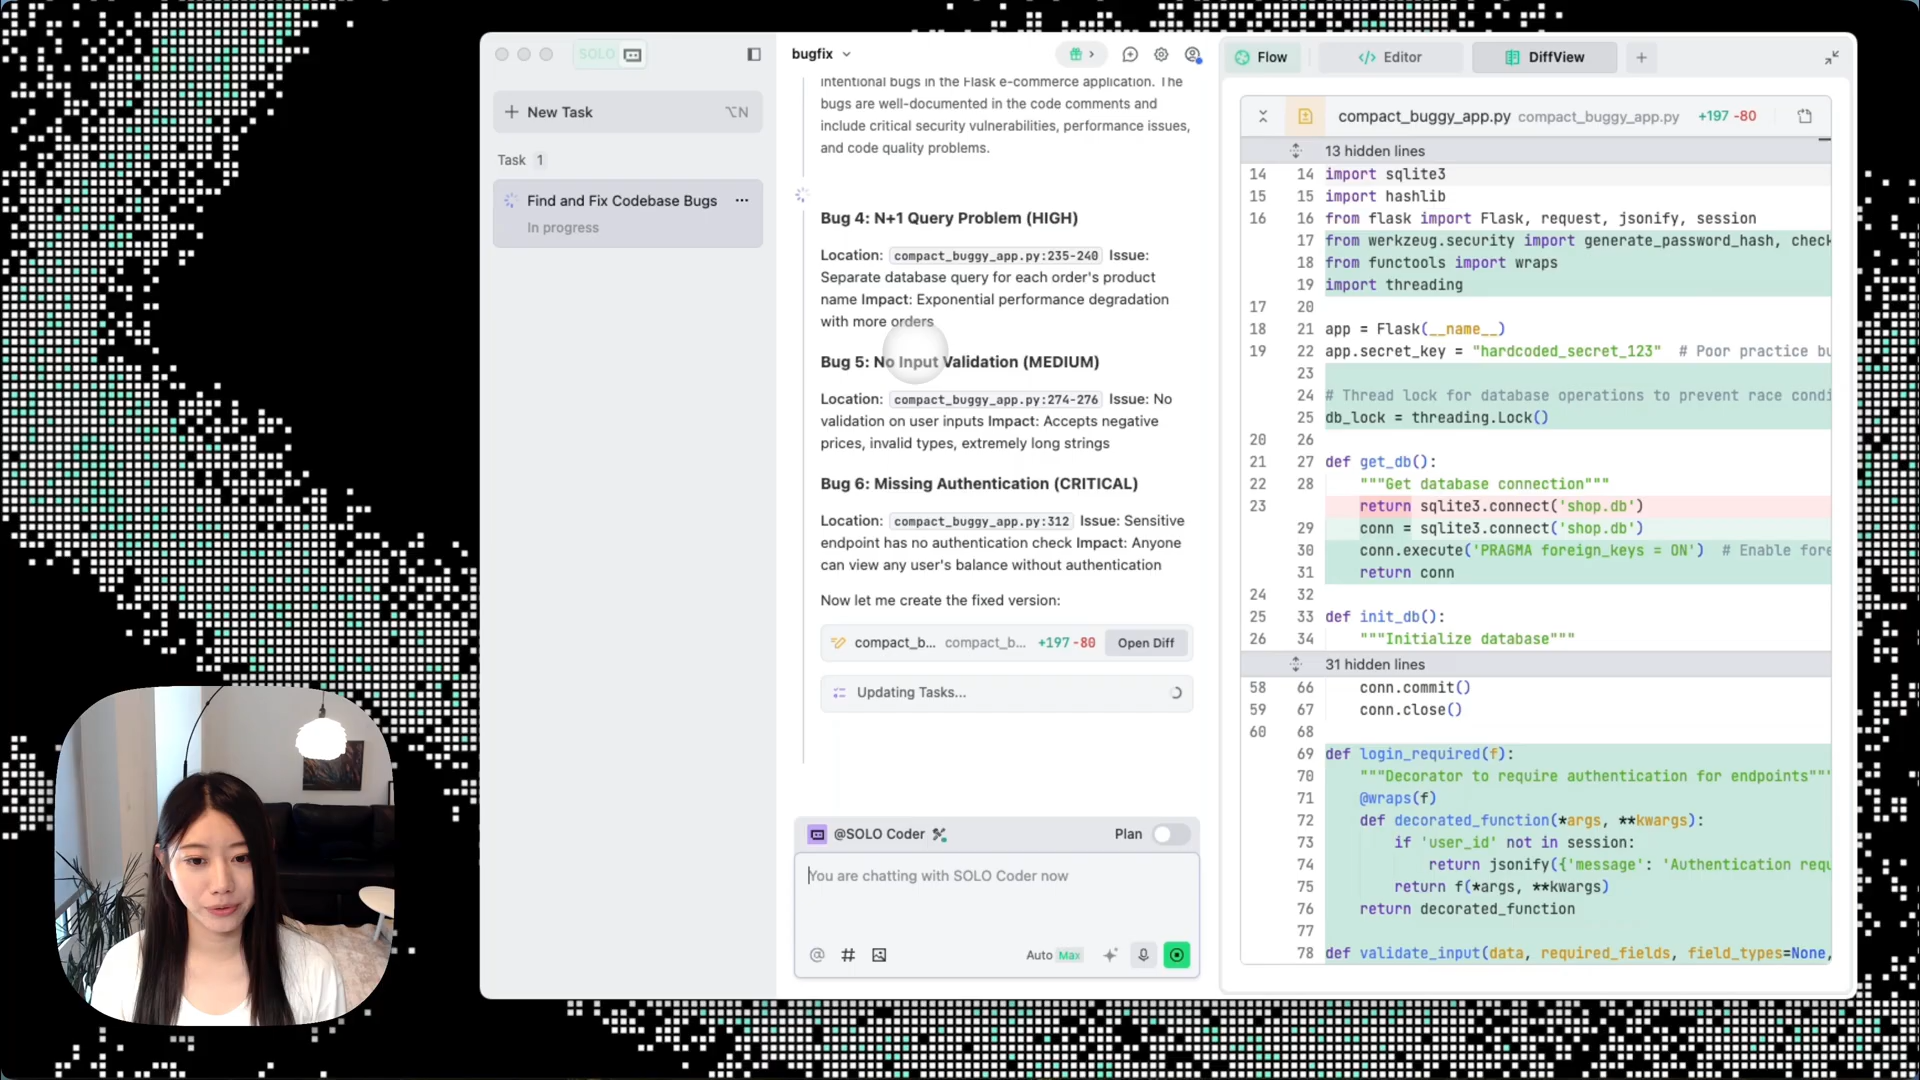 SOLO
New Task
⌥N
Task 1
Find and Fix Codebase Bugs
In progress
bugfix
intentional bugs in the Flask e-commerce application. The
bugs are well-documented in the code comments and
include critical security vulnerabilities, performance issues,
and code quality problems.
Bug 4: N+1 Query Problem (HIGH)
Location: compact_buggy_app.py:235-240 Issue:
Separate database query for each order's product
name Impact: Exponential performance degradation
with more orders
Bug 5: No Input Validation (MEDIUM)
Location: compact_buggy_app.py:274-276 Issue: No
validation on user inputs Impact: Accepts negative
prices, invalid types, extremely long strings
Bug 6: Missing Authentication (CRITICAL)
Location: compact_buggy_app.py:312 Issue: Sensitive
endpoint has no authentication check Impact: Anyone
can view any user's balance without authentication
Now let me create the fixed version:
compact_b... compact_b... +197 -80 Open Diff
Updating Tasks...
@SOLO Coder
Plan
You are chatting with SOLO Coder now
Auto Max
Flow
Editor
DiffView
compact_buggy_app.py compact_buggy_app.py +197 -80
13 hidden lines
14 14 import sqlite3
15 15 import hashlib
16 16 from flask import Flask, request, jsonify, session
17 from werkzeug.security import generate_password_hash, check
18 from functools import wraps
19 import threading
17 20
18 21 app = Flask(__name__)
19 22 app.secret_key = "hardcoded_secret_123" # Poor practice bu
23
24 # Thread lock for database operations to prevent race condi
25 db_lock = threading.Lock()
20 26
21 27 def get_db():
22 28 """Get database connection"""
23 return sqlite3.connect('shop.db')
29 conn = sqlite3.connect('shop.db')
30 conn.execute('PRAGMA foreign_keys = ON') # Enable fore
31 return conn
24 32
25 33 def init_db():
26 34 """Initialize database"""
31 hidden lines
58 66 conn.commit()
59 67 conn.close()
60 68
69 def login_required(f):
70 """Decorator to require authentication for endpoints"""
71 @wraps(f)
72 def decorated_function(*args, **kwargs):
73 if 'user_id' not in session:
74 return jsonify({'message': 'Authentication requ
75 return f(*args, **kwargs)
76 return decorated_function
77
78 def validate_input(data, required_fields, field_types=None,